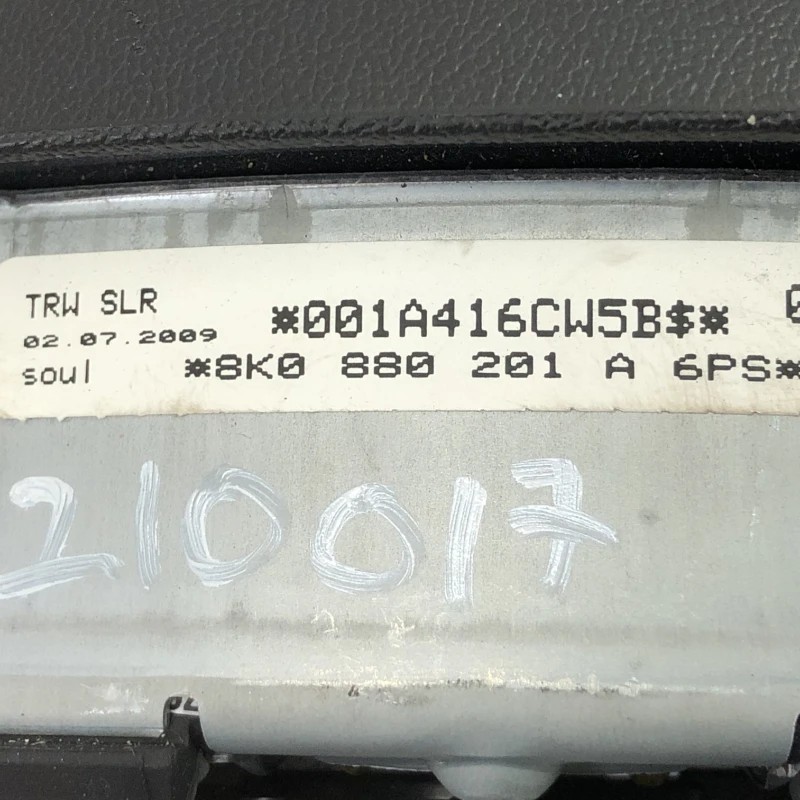 TRW SLR
02.07.2009
soul
*001A416CW5B$*
*8K0 880 201 A 6PS*
210017